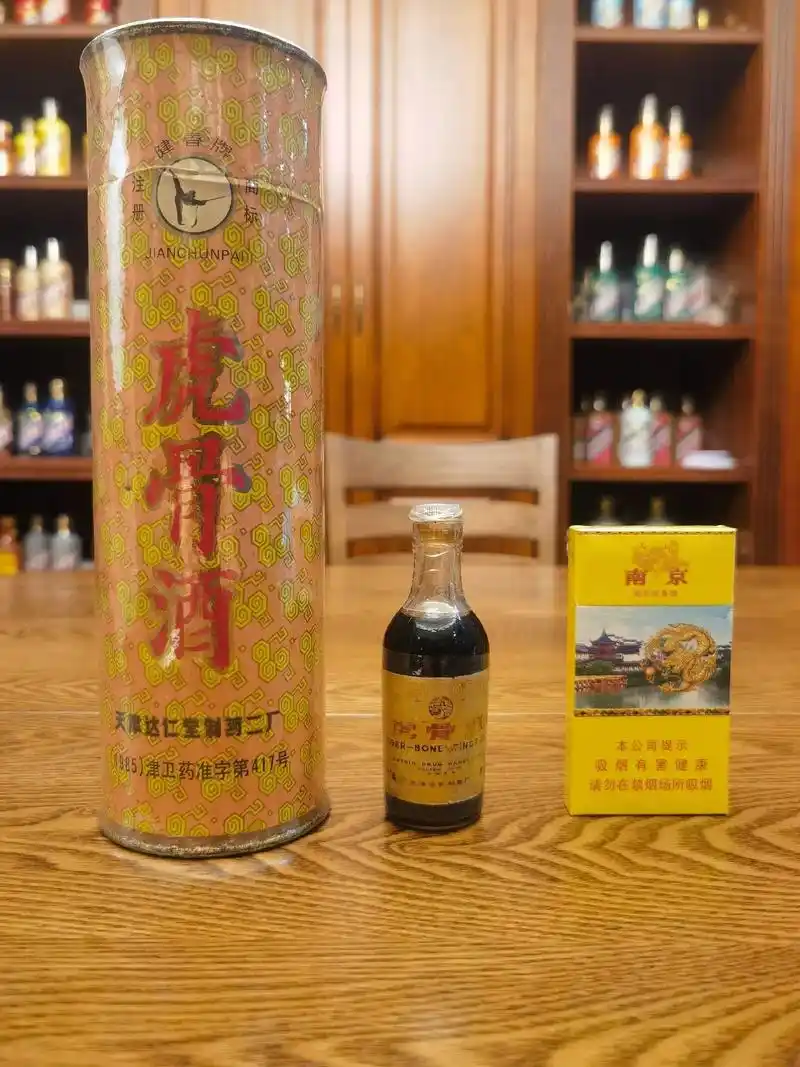 健春牌
注册 商标
JIANCHUNPAI
虎骨酒
天津达仁堂制药二厂
(1985)津卫药准字第417号
虎骨酒
BONE TINC
南京
本公司提示
吸烟有害健康
请勿在禁烟场所吸烟